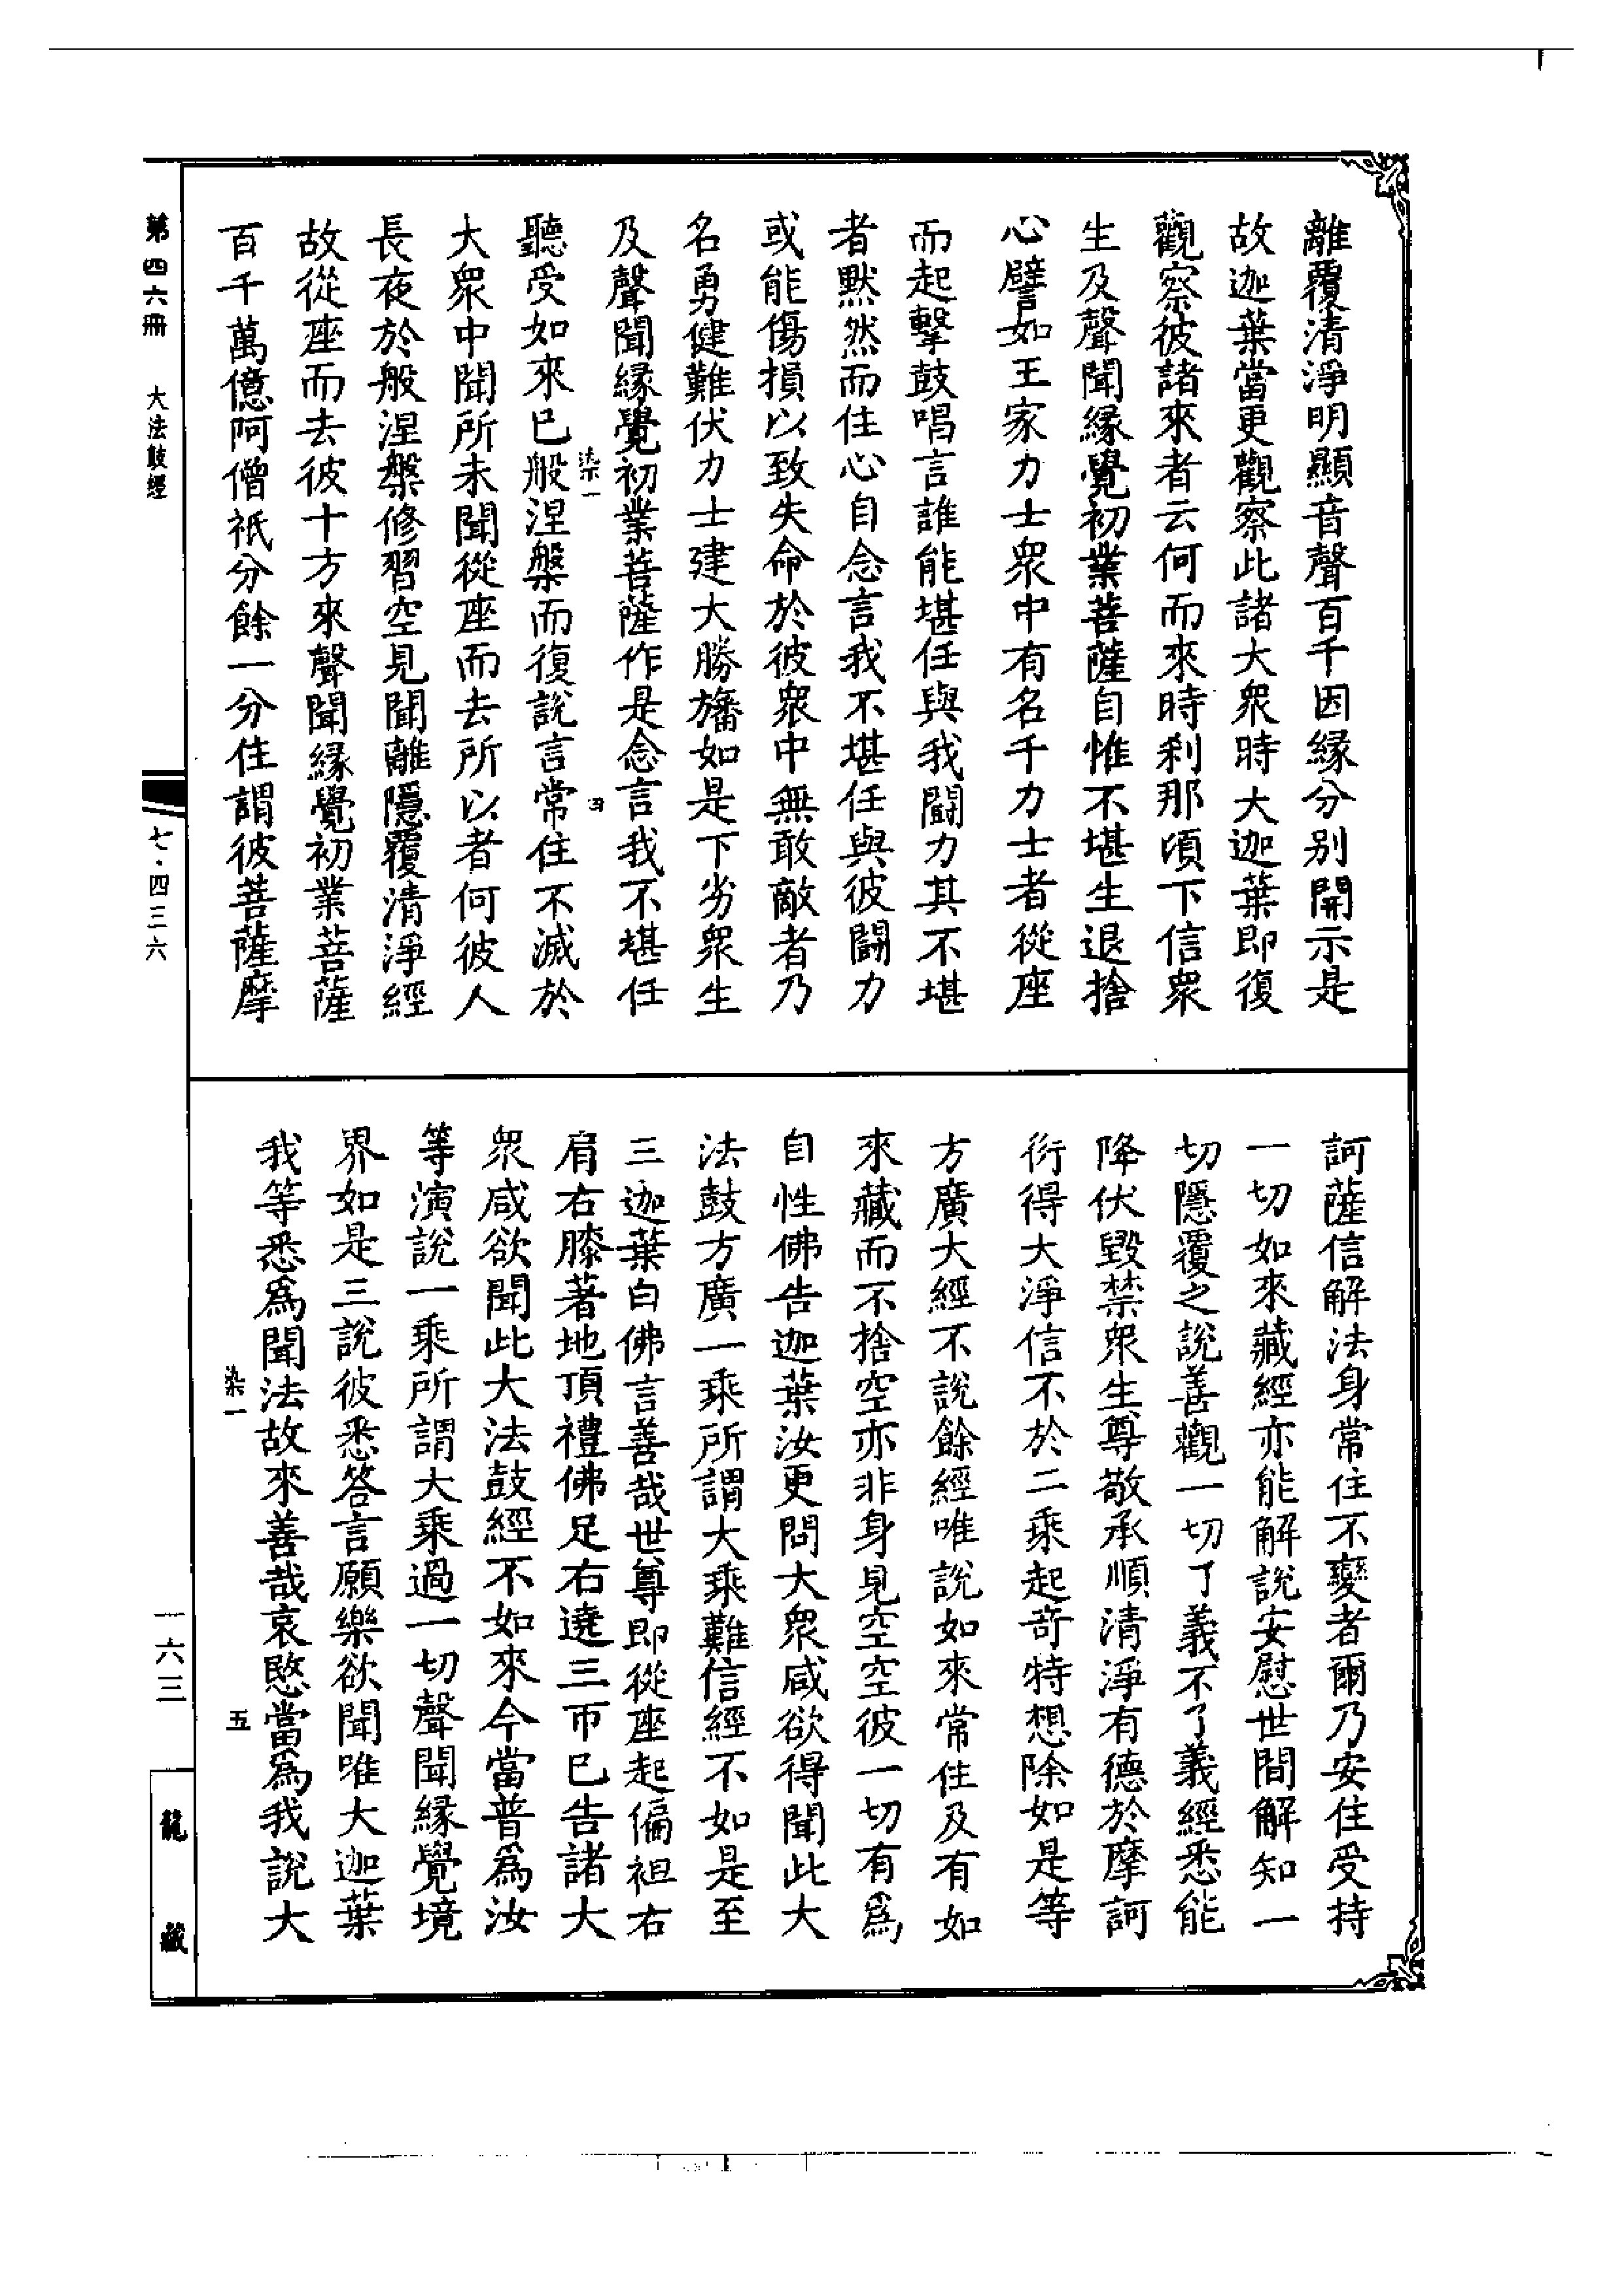 離覆清淨明顯音聲百千因緣分别開示是
故迦葉當更觀察此諸大衆時大迦葉即復
觀察彼諸來者云何而來時刹那頃下信衆
生及聲聞緣覺初業菩薩自惟不堪生退捨
心譬如王家力士衆中有名千力士者從座
而起擊鼓唱言誰能堪任與我鬪力其不堪
者默然而住心自念言我不堪任與彼鬪力
或能傷損以致失命於彼衆中無敢敵者乃
名勇健難伏力士建大勝旛如是下劣衆生
及聲聞緣覺初業菩薩作是念言我不堪任
染一 四
聽受如來已般涅槃而復說言常住不滅於
大衆中聞所未聞從座而去所以者何彼人
長夜於般涅槃修習空見聞離隱覆清淨經
故從座而去彼十方來聲聞緣覺初業菩薩
百千萬億阿僧祇分餘一分住謂彼菩薩摩
訶薩信解法身常住不變者爾乃安住受持
一切如來藏經亦能解說安慰世間解知一
切隱覆之說善觀一切了義不了義經悉能
降伏毀禁衆生尊敬承順清淨有德於摩訶
衍得大淨信不於二乘起奇特想除如是等
方廣大經不說餘經唯說如來常住及有如
來藏而不捨空亦非身見空空彼一切有爲
自性佛告迦葉汝更問大衆咸欲得聞此大
法鼓方廣一乘所謂大乘難信經不如是至
三迦葉白佛言善哉世尊即從座起偏袒右
肩右膝著地頂禮佛足右遶三帀已告諸大
衆咸欲聞此大法鼓經不如來今當普爲汝
等演說一乘所謂大乘過一切聲聞緣覺境
界如是三說彼悉答言願樂欲聞唯大迦葉
我等悉爲聞法故來善哉哀愍當爲我說大
染一 五
第四六冊 大法鼓經
七·四三六
一六三
龍藏